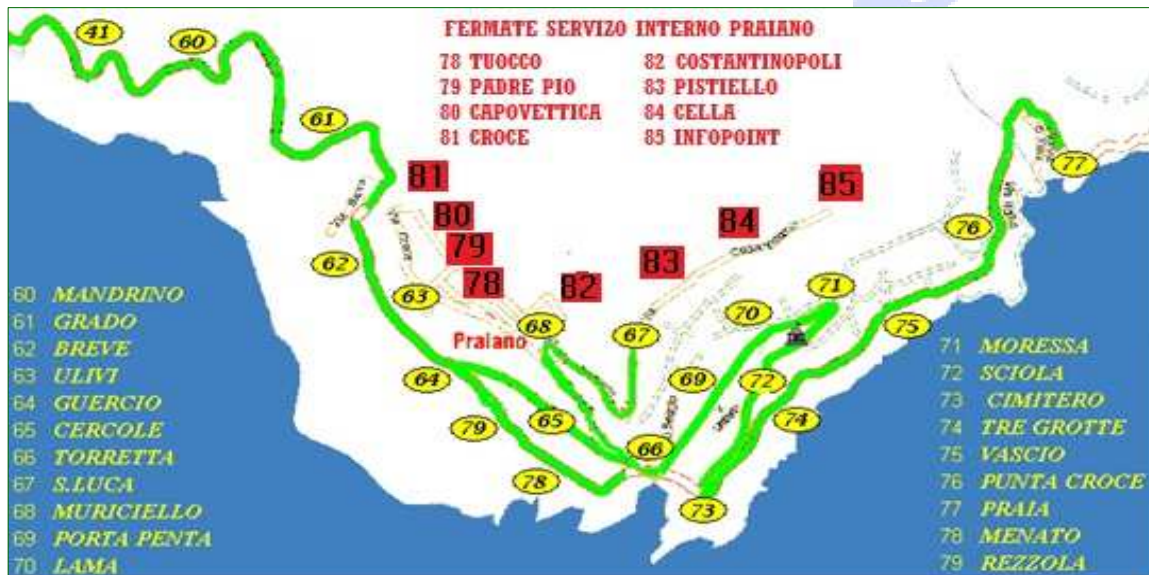 FERMATE SERVIZO INTERNO PRAIANO
78 TUOCCO
79 PADRE PIO
80 CAPOVETTICA
81 CROCE
82 COSTANTINOPOLI
83 PISTIELLO
84 CELLA
85 INFOPOINT
41
60
61
81
80
79
78
82
83
84
85
77
76
62
63
68
67
70
71
75
Praiano
64
65
69
72
74
79
66
78
73
60 MANDRINO
61 GRADO
62 BREVE
63 ULIVI
64 GUERCIO
65 CERCOLE
66 TORRETTA
67 S.LUCA
68 MURICIELLO
69 PORTA PENTA
70 LAMA
71 MORESSA
72 SCIOLA
73 CIMITERO
74 TRE GROTTE
75 VASCIO
76 PUNTA CROCE
77 PRAIA
78 MENATO
79 REZZOLA